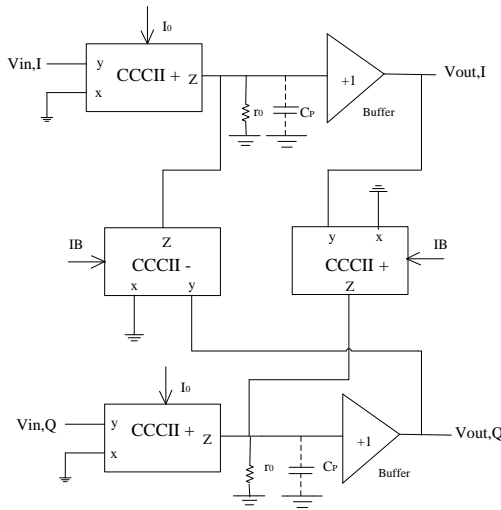 I₀
Vin,I
y
CCCII +
Z
x
r₀
Cₚ
+1
Buffer
Vout,I
IB
Z
CCCII -
x
y
y
x
CCCII +
Z
IB
I₀
Vin,Q
y
CCCII +
Z
x
r₀
Cₚ
+1
Buffer
Vout,Q